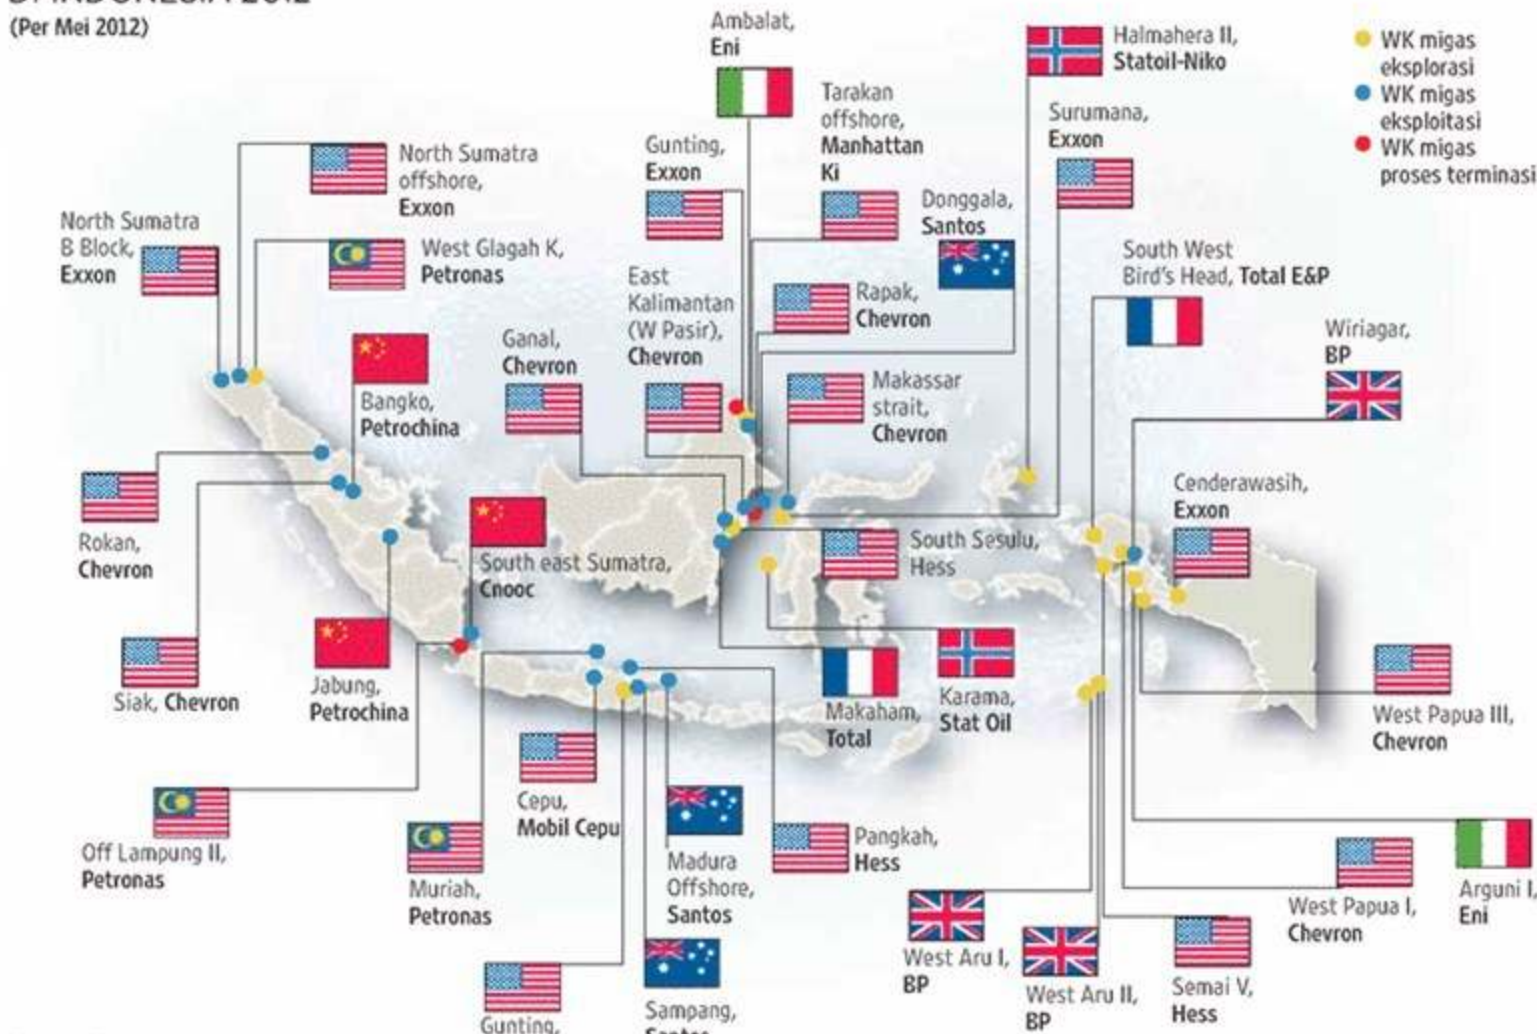 DI INDONESIA 2012
(Per Mei 2012)
Ambalat,
Eni
Halmahera II,
Statoil-Niko
WK migas
eksplorasi
WK migas
eksploitasi
WK migas
proses terminasi
Tarakan
offshore,
Manhattan
Ki
Surumana,
Exxon
Gunting,
Exxon
North Sumatra
offshore,
Exxon
Donggala,
Santos
North Sumatra
B Block,
Exxon
West Glagah K,
Petronas
South West
Bird's Head, Total E&P
East
Kalimantan
(W Pasir),
Chevron
Rapak,
Chevron
Wiriagar,
BP
Ganal,
Chevron
Makassar
strait,
Chevron
Bangko,
Petrochina
Cenderawasih,
Exxon
Rokan,
Chevron
South east Sumatra,
Cnooc
South Sesulu,
Hess
Siak, Chevron
Jabung,
Petrochina
Makaham,
Total
Karama,
Stat Oil
West Papua III,
Chevron
Cepu,
Mobil Cepu
Off Lampung II,
Petronas
Muriah,
Petronas
Madura
Offshore,
Santos
Pangkah,
Hess
Arguni I,
Eni
West Papua I,
Chevron
West Aru I,
BP
West Aru II,
BP
Semai V,
Hess
Gunting,
Sampang,
Santos